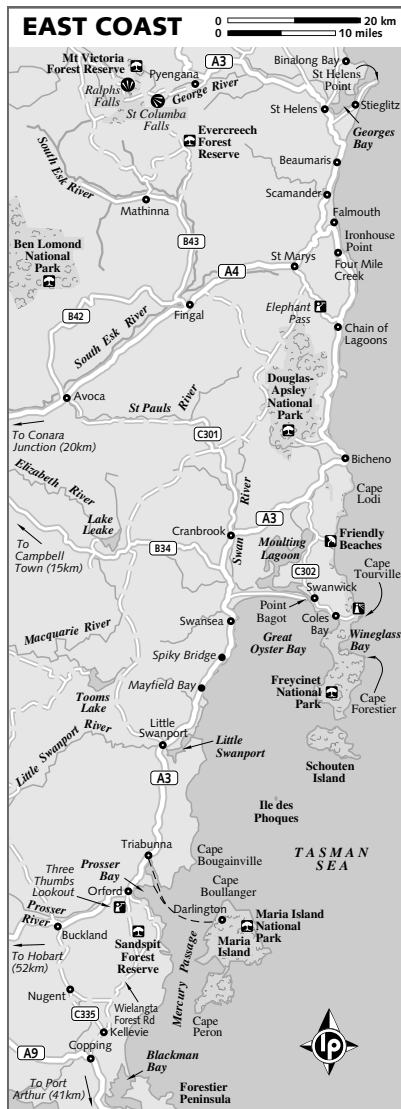 EAST COAST
0 20 km
0 10 miles
Mt Victoria
Forest Reserve
Pyengana
A3
Binalong Bay
St Helens
Point
Ralphs
Falls
George River
St Columba
Falls
St Helens
Stieglitz
Georges
Bay
Evercreech
Forest
Reserve
Beaumaris
South Esk River
Scamander
Mathinna
Falmouth
B43
Ironhouse
Point
Ben Lomond
National
Park
St Marys
A4
Four Mile
Creek
B42
Fingal
Elephant
Pass
South Esk River
Chain of
Lagoons
Douglas-
Apsley
National
Park
Avoca
St Pauls River
To Conara
Junction (20km)
C301
Elizabeth River
Bicheno
Swan River
Cape
Lodi
Lake
Leake
A3
Cranbrook
Moulting
Lagoon
Friendly
Beaches
To
Campbell
Town (15km)
B34
C302
Cape
Tourville
Swanwick
Point
Bagot
Macquarie River
Swansea
Coles
Bay
Great
Oyster Bay
Wineglass
Bay
Spiky Bridge
Freycinet
National
Park
Tooms
Lake
Mayfield Bay
Cape
Forestier
Little Swanport River
Little
Swanport
Little
Swanport
Schouten
Island
A3
Ile des
Phoques
Triabunna
Cape
Bougainville
TASMAN
SEA
Three
Thumbs
Lookout
Prosser
Bay
Cape
Boullanger
Orford
Darlington
Prosser
River
Maria Island
National
Park
Buckland
Sandspit
Forest
Reserve
Maria
Island
To Hobart
(52km)
Mercury Passage
Nugent
Wielangta
Forest Rd
Cape
Peron
C335
Kellevie
A9
Copping
Blackman
Bay
To Port
Arthur (41km)
Forestier
Peninsula
lp